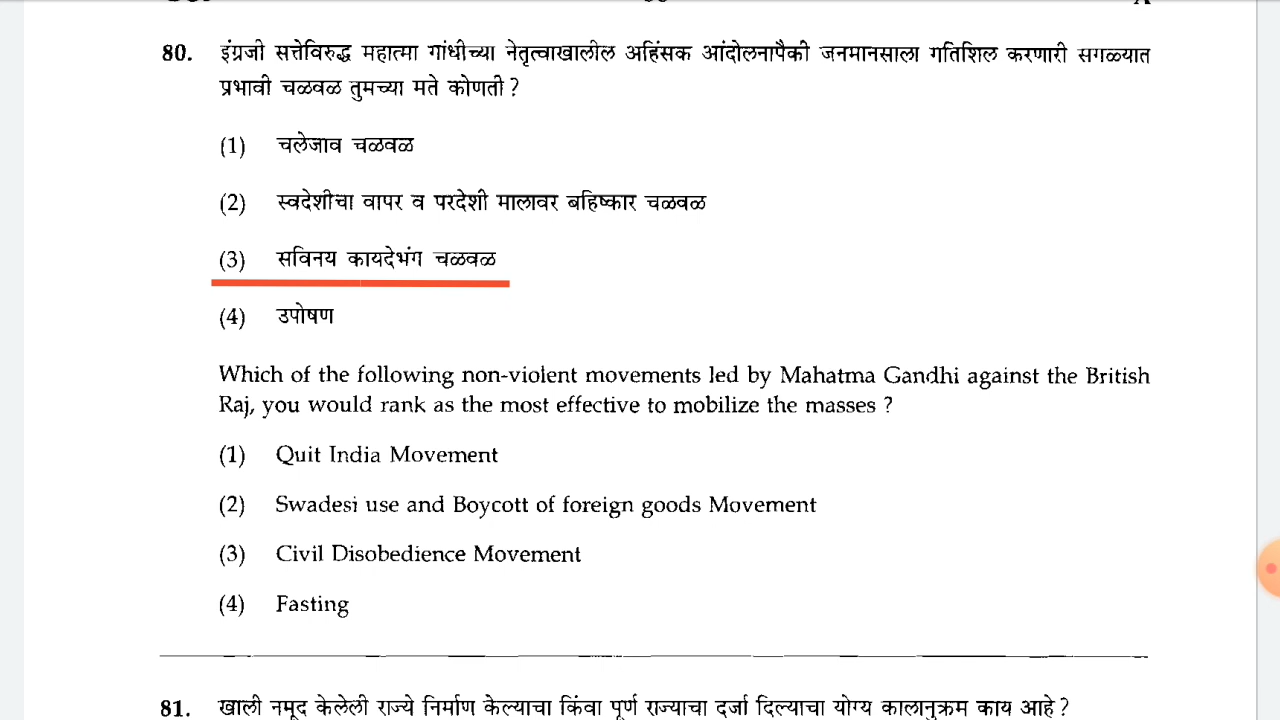 80. इंग्रजी सत्तेविरुद्ध महात्मा गांधीच्या नेतृत्वाखालील अहिंसक आंदोलनापैकी जनमानसाला गतिशिल करणारी सगळ्यात
प्रभावी चळवळ तुमच्या मते कोणती ?
(1) चलेजाव चळवळ
(2) स्वदेशीचा वापर व परदेशी मालावर बहिष्कार चळवळ
(3) सविनय कायदेभंग चळवळ
(4) उपोषण
Which of the following non-violent movements led by Mahatma Gandhi against the British
Raj, you would rank as the most effective to mobilize the masses ?
(1) Quit India Movement
(2) Swadesi use and Boycott of foreign goods Movement
(3) Civil Disobedience Movement
(4) Fasting
81. खाली नमूद केलेली राज्ये निर्माण केल्याचा किंवा पूर्ण राज्याचा दर्जा दिल्याचा योग्य कालानुक्रम काय आहे ?